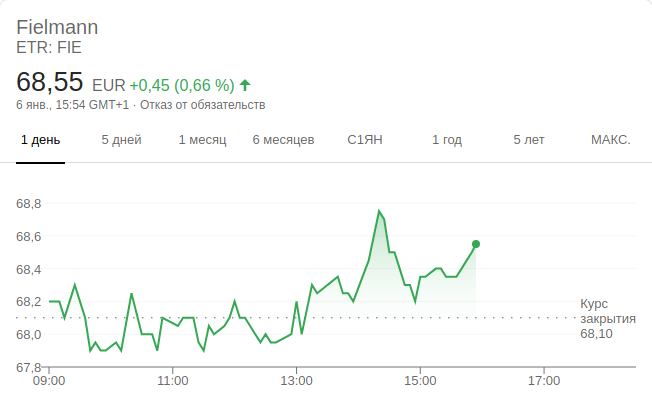 Fielmann
ETR: FIE
68,55 EUR +0,45 (0,66 %)
6 янв., 15:54 GMT+1 · Отказ от обязательств
1 день 5 дней 1 месяц 6 месяцев С1ЯН 1 год 5 лет МАКС.
68,8
68,6
68,4
68,2
68,0
67,8
Курс
закрытия
68,10
09:00 11:00 13:00 15:00 17:00